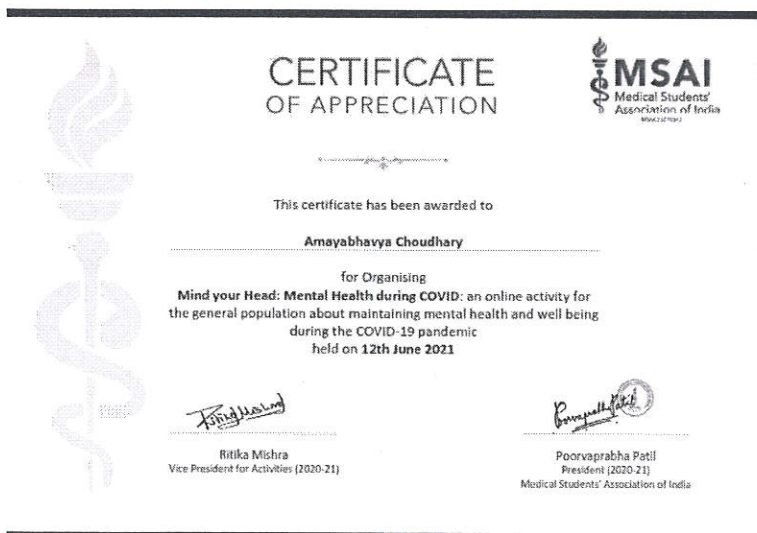 CERTIFICATE
OF APPRECIATION
MSAI
Medical Students'
Association of India
This certificate has been awarded to
Amayabhavya Choudhary
for Organising
Mind your Head: Mental Health during COVID: an online activity for
the general population about maintaining mental health and well being
during the COVID-19 pandemic
held on 12th June 2021
Ritika Mishra
Vice President for Activities (2020-21)
Poorvaprabha Patil
Poorvaprabha Patil
President (2020-21)
Medical Students' Association of India